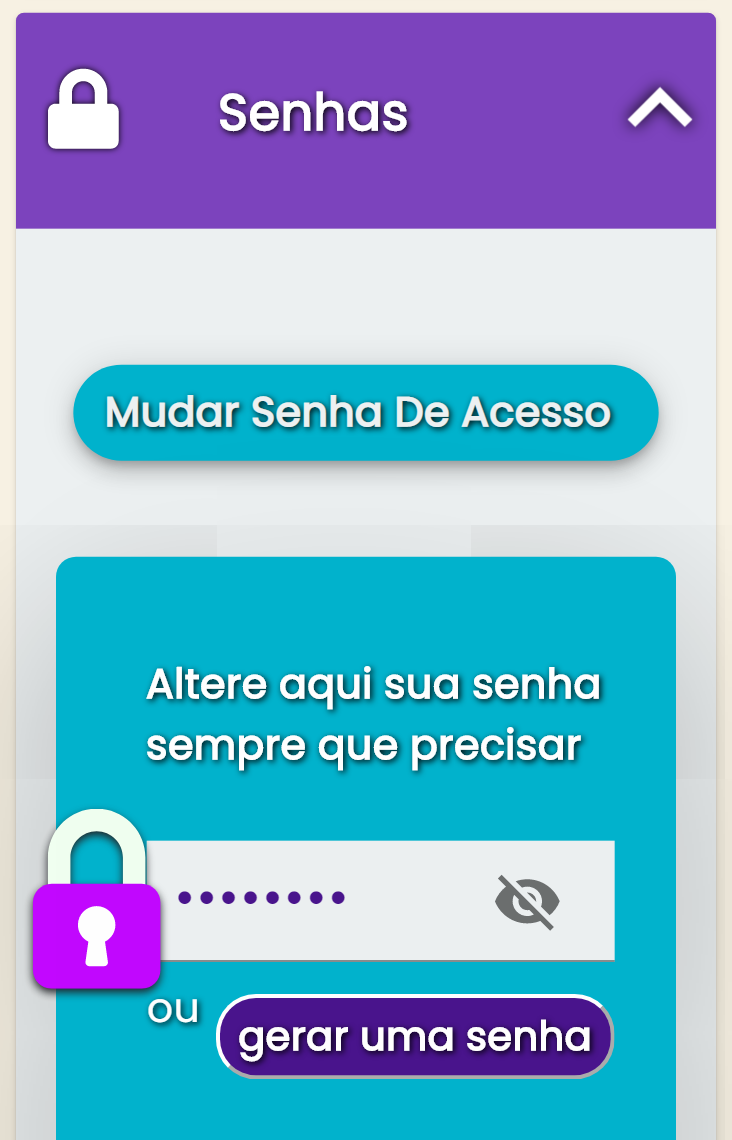 Senhas
Mudar Senha De Acesso
Altere aqui sua senha
sempre que precisar
••••••••
ou gerar uma senha